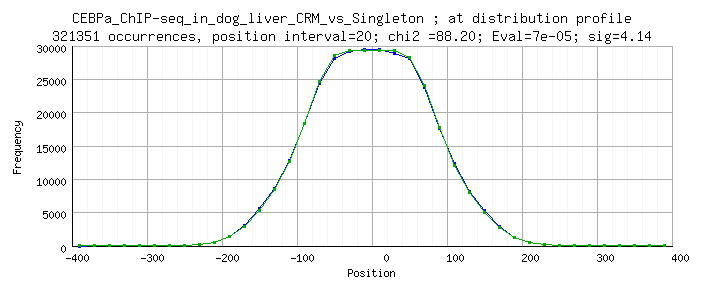 CEBPa_ChIP-seq_in_dog_liver_CRM_vs_Singleton ; at distribution profile
321351 occurrences, position interval=20; chi2 =88.20; Eval=7e-05; sig=4.14
30000
25000
20000
15000
10000
5000
0
Frequency
-400 -300 -200 -100 0 100 200 300 400
Position